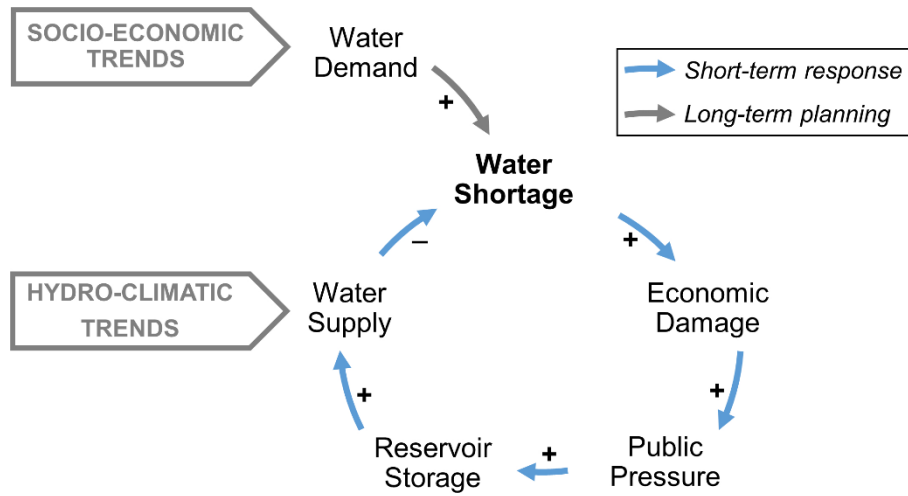 SOCIO-ECONOMIC
TRENDS
Water
Demand
Short-term response
Long-term planning
+
Water
Shortage
+
–
HYDRO-CLIMATIC
TRENDS
Water
Supply
Economic
Damage
+
+
Reservoir
Storage
+
Public
Pressure